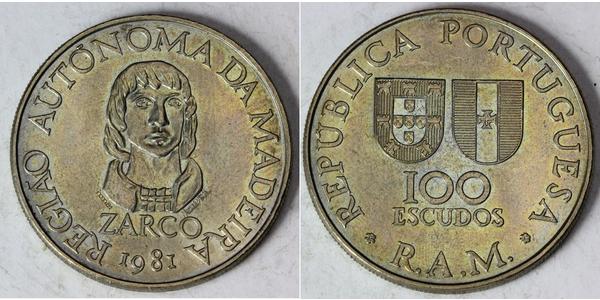 REGIÃO AUTÓNOMA DA MADEIRA
ZARCO
1981
REPÚBLICA PORTUGUESA
100
ESCUDOS
* R.A.M. *